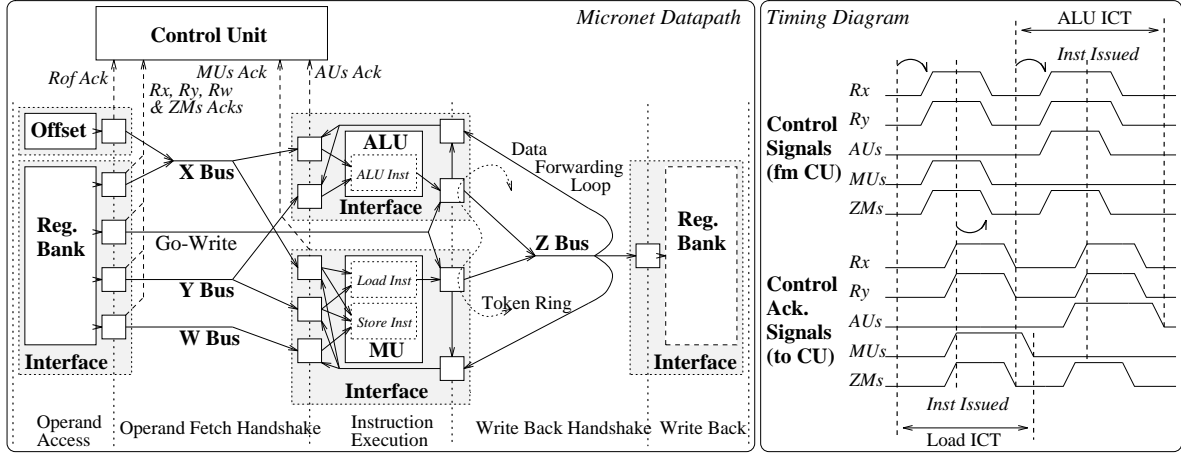 Micronet Datapath
Control Unit
Rof Ack
MUs Ack
AUs Ack
Rx, Ry, Rw
& ZMs Acks
Offset
X Bus
ALU
ALU Inst
Interface
Data
Forwarding
Loop
Reg.
Bank
Go-Write
Z Bus
Reg.
Bank
Y Bus
Load Inst
Token Ring
Store Inst
W Bus
MU
Interface
Interface
Interface
Operand
Access
Operand Fetch Handshake
Instruction
Execution
Write Back Handshake
Write Back
Timing Diagram
ALU ICT
Inst Issued
Control
Signals
(fm CU)
Rx
Ry
AUs
MUs
ZMs
Control
Ack.
Signals
(to CU)
Rx
Ry
AUs
MUs
ZMs
Inst Issued
Load ICT